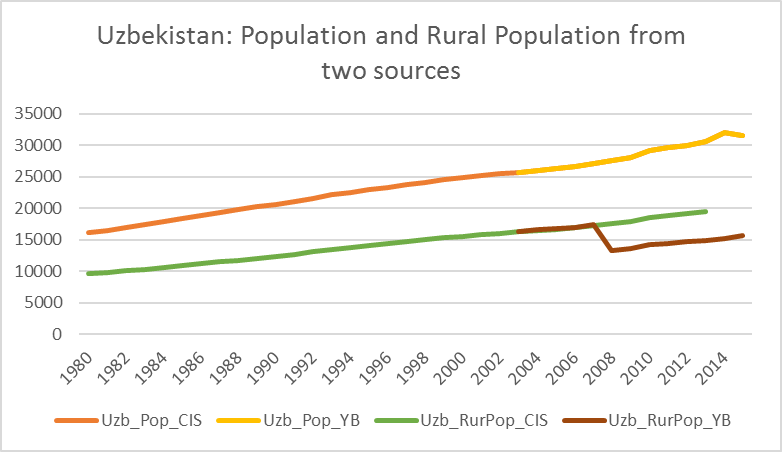 Uzbekistan: Population and Rural Population from
two sources
35000
30000
25000
20000
15000
10000
5000
0
1980 1982 1984 1986 1988 1990 1992 1994 1996 1998 2000 2002 2004 2006 2008 2010 2012 2014
Uzb_Pop_CIS Uzb_Pop_YB Uzb_RurPop_CIS Uzb_RurPop_YB